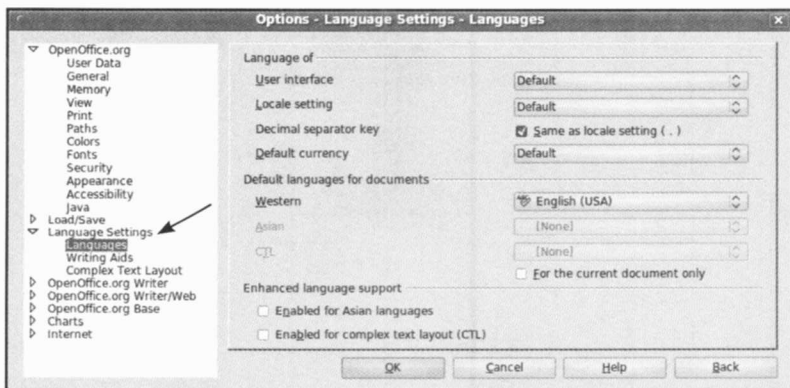 Options - Language Settings - Languages
OpenOffice.org
User Data
General
Memory
View
Print
Paths
Colors
Fonts
Security
Appearance
Accessibility
Java
Load/Save
Language Settings
Languages
Writing Aids
Complex Text Layout
OpenOffice.org Writer
OpenOffice.org Writer/Web
OpenOffice.org Base
Charts
Internet
Language of
User interface Default
Locale setting Default
Decimal separator key Same as locale setting ( . )
Default currency Default
Default languages for documents
Western English (USA)
Asian [None]
CTL [None]
For the current document only
Enhanced language support
Enabled for Asian languages
Enabled for complex text layout (CTL)
OK Cancel Help Back